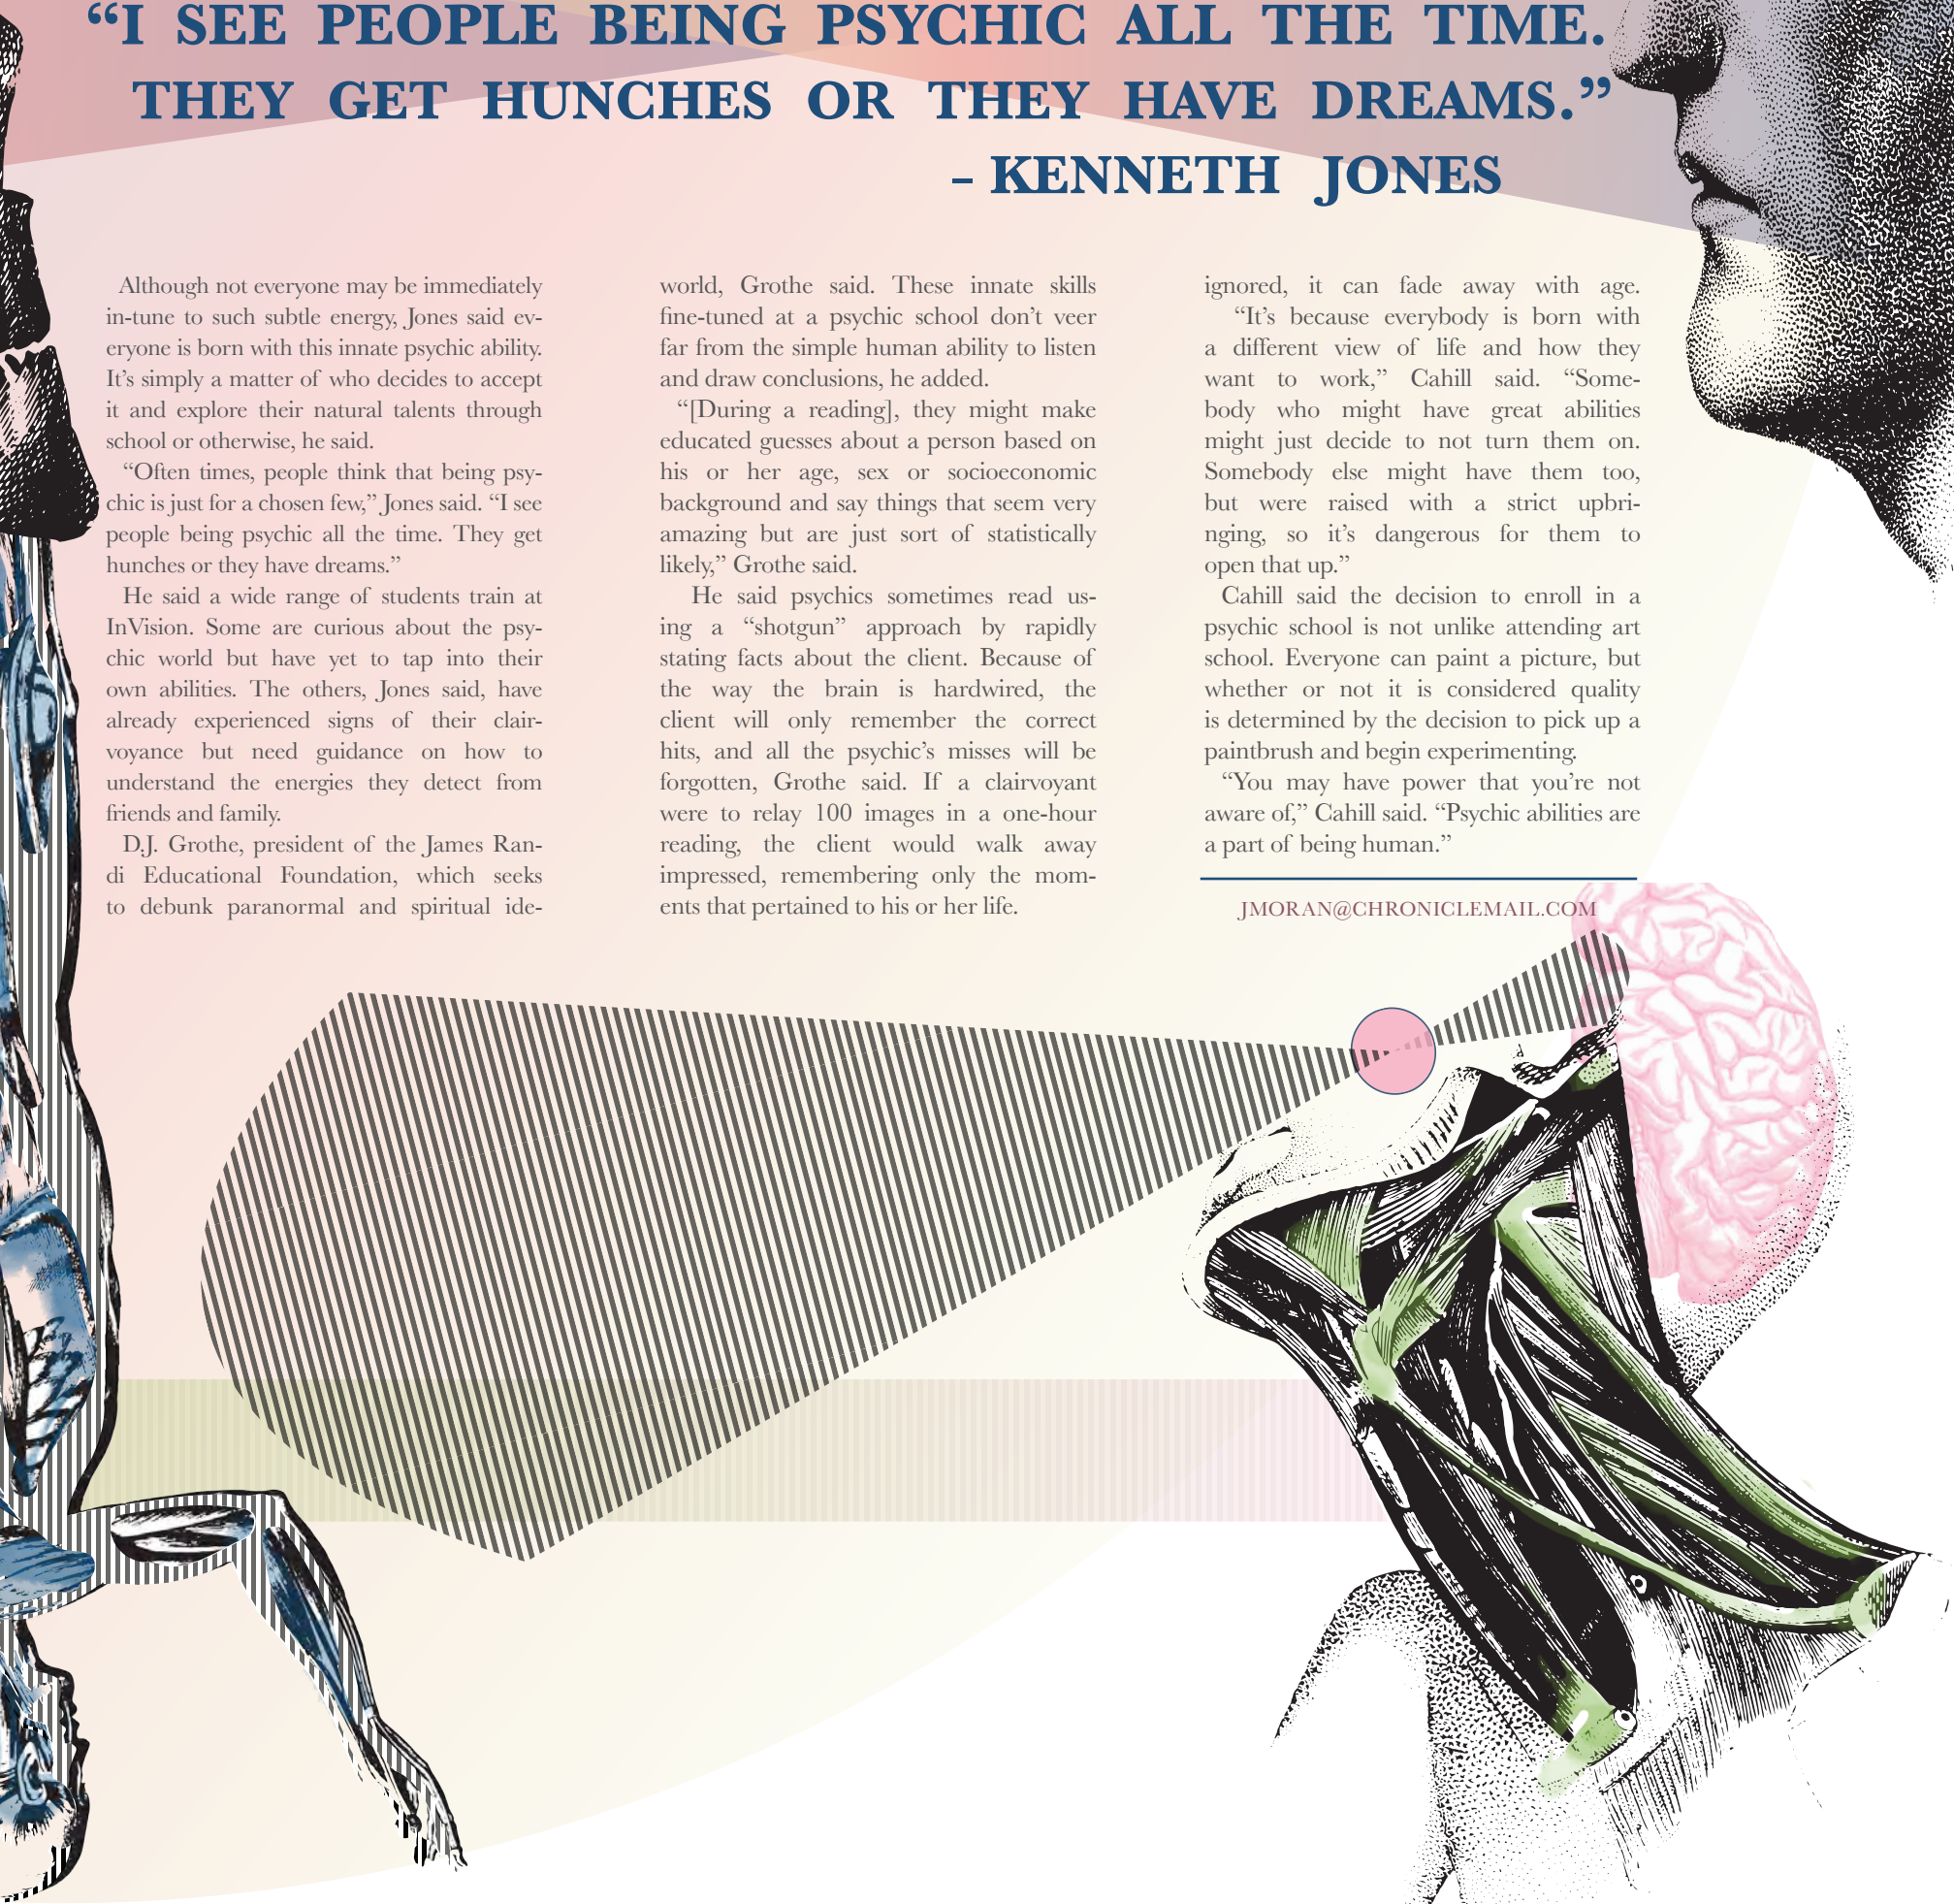 “I SEE PEOPLE BEING PSYCHIC ALL THE TIME.
THEY GET HUNCHES OR THEY HAVE DREAMS.”
– KENNETH JONES
Although not everyone may be immediately
in-tune to such subtle energy, Jones said ev-
eryone is born with this innate psychic ability.
It’s simply a matter of who decides to accept
it and explore their natural talents through
school or otherwise, he said.
“Often times, people think that being psy-
chic is just for a chosen few,” Jones said. “I see
people being psychic all the time. They get
hunches or they have dreams.”
He said a wide range of students train at
InVision. Some are curious about the psy-
chic world but have yet to tap into their
own abilities. The others, Jones said, have
already experienced signs of their clair-
voyance but need guidance on how to
understand the energies they detect from
friends and family.
D.J. Grothe, president of the James Ran-
di Educational Foundation, which seeks
to debunk paranormal and spiritual ide-
world, Grothe said. These innate skills
fine-tuned at a psychic school don’t veer
far from the simple human ability to listen
and draw conclusions, he added.
“[During a reading], they might make
educated guesses about a person based on
his or her age, sex or socioeconomic
background and say things that seem very
amazing but are just sort of statistically
likely,” Grothe said.
He said psychics sometimes read us-
ing a “shotgun” approach by rapidly
stating facts about the client. Because of
the way the brain is hardwired, the
client will only remember the correct
hits, and all the psychic’s misses will be
forgotten, Grothe said. If a clairvoyant
were to relay 100 images in a one-hour
reading, the client would walk away
impressed, remembering only the mom-
ents that pertained to his or her life.
ignored, it can fade away with age.
“It’s because everybody is born with
a different view of life and how they
want to work,” Cahill said. “Some-
body who might have great abilities
might just decide to not turn them on.
Somebody else might have them too,
but were raised with a strict upbri-
nging, so it’s dangerous for them to
open that up.”
Cahill said the decision to enroll in a
psychic school is not unlike attending art
school. Everyone can paint a picture, but
whether or not it is considered quality
is determined by the decision to pick up a
paintbrush and begin experimenting.
“You may have power that you’re not
aware of,” Cahill said. “Psychic abilities are
a part of being human.”
JMORAN@CHRONICLEMAIL.COM